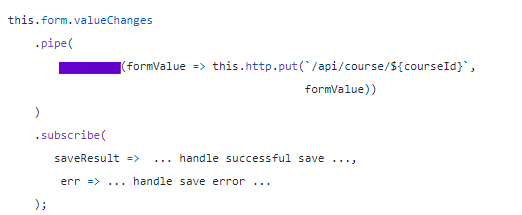 this.form.valueChanges
.pipe(
(formValue => this.http.put(`/api/course/${courseId}`,
formValue))
)
.subscribe(
saveResult => ... handle successful save ...,
err => ... handle save error ...
);